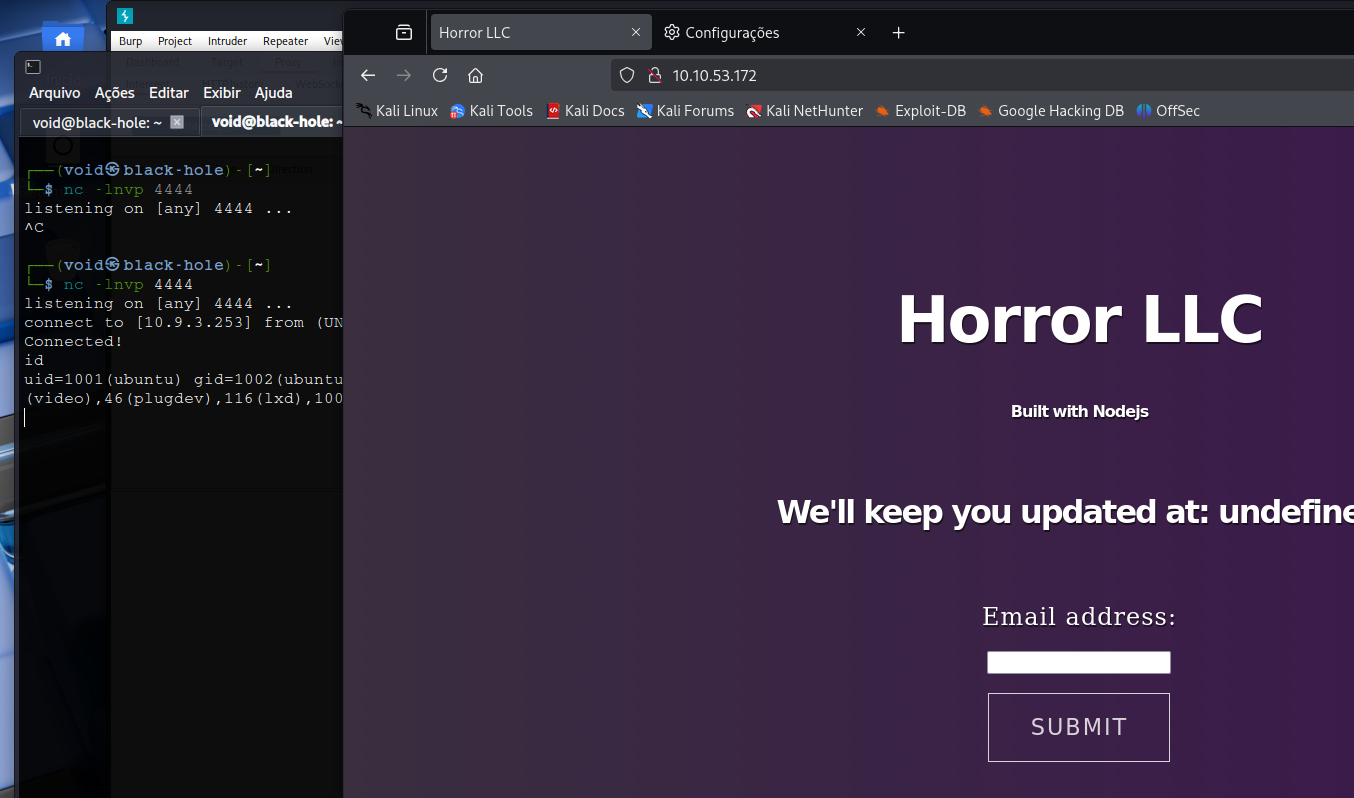 Horror LLC
Configurações
Burp Project Intruder Repeater
Dashboard Target Proxy
10.10.53.172
Arquivo Ações Editar Exibir Ajuda
Kali Linux Kali Tools Kali Docs Kali Forums Kali NetHunter Exploit-DB Google Hacking DB OffSec
void@black-hole: ~
void@black-hole: ~
┌──(void㉿black-hole)-[~]
└─$ nc -lnvp 4444
listening on [any] 4444 ...
^C
┌──(void㉿black-hole)-[~]
└─$ nc -lnvp 4444
listening on [any] 4444 ...
connect to [10.9.3.253] from (UN
Connected!
id
uid=1001(ubuntu) gid=1002(ubuntu
(video),46(plugdev),116(lxd),100
Horror LLC
Built with Nodejs
We'll keep you updated at: undefine
Email address:
SUBMIT